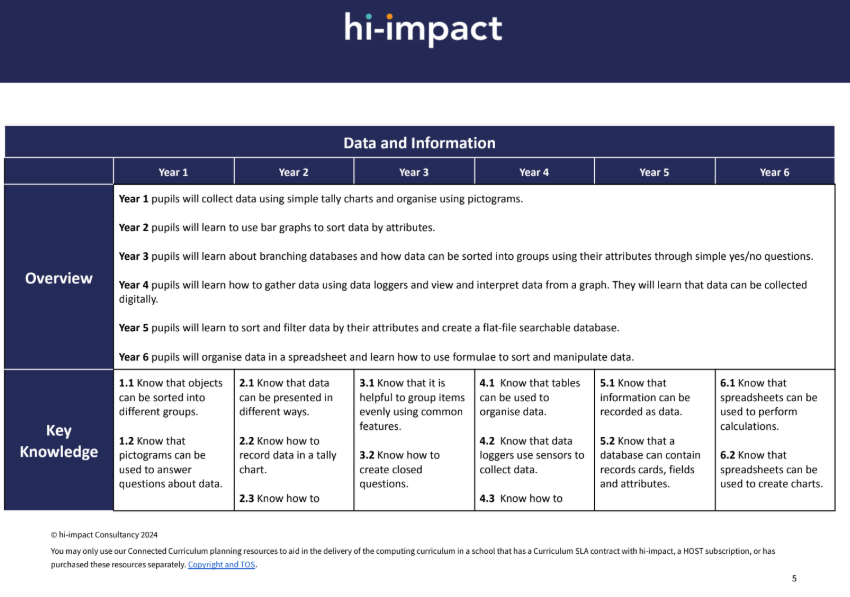 hi-impact
Data and Information
Year 1
Year 2
Year 3
Year 4
Year 5
Year 6
Overview
Year 1 pupils will collect data using simple tally charts and organise using pictograms.
Year 2 pupils will learn to use bar graphs to sort data by attributes.
Year 3 pupils will learn about branching databases and how data can be sorted into groups using their attributes through simple yes/no questions.
Year 4 pupils will learn how to gather data using data loggers and view and interpret data from a graph. They will learn that data can be collected
digitally.
Year 5 pupils will learn to sort and filter data by their attributes and create a flat-file searchable database.
Year 6 pupils will organise data in a spreadsheet and learn how to use formulae to sort and manipulate data.
Key
Knowledge
1.1 Know that objects
can be sorted into
different groups.
1.2 Know that
pictograms can be
used to answer
questions about data.
2.1 Know that data
can be presented in
different ways.
2.2 Know how to
record data in a tally
chart.
2.3 Know how to
3.1 Know that it is
helpful to group items
evenly using common
features.
3.2 Know how to
create closed
questions.
4.1 Know that tables
can be used to
organise data.
4.2 Know that data
loggers use sensors to
collect data.
4.3 Know how to
5.1 Know that
information can be
recorded as data.
5.2 Know that a
database can contain
records cards, fields
and attributes.
6.1 Know that
spreadsheets can be
used to perform
calculations.
6.2 Know that
spreadsheets can be
used to create charts.
© hi-impact Consultancy 2024
You may only use our Connected Curriculum planning resources to aid in the delivery of the computing curriculum in a school that has a Curriculum SLA contract with hi-impact, a HOST subscription, or has
purchased these resources separately. Copyright and TOS.
5